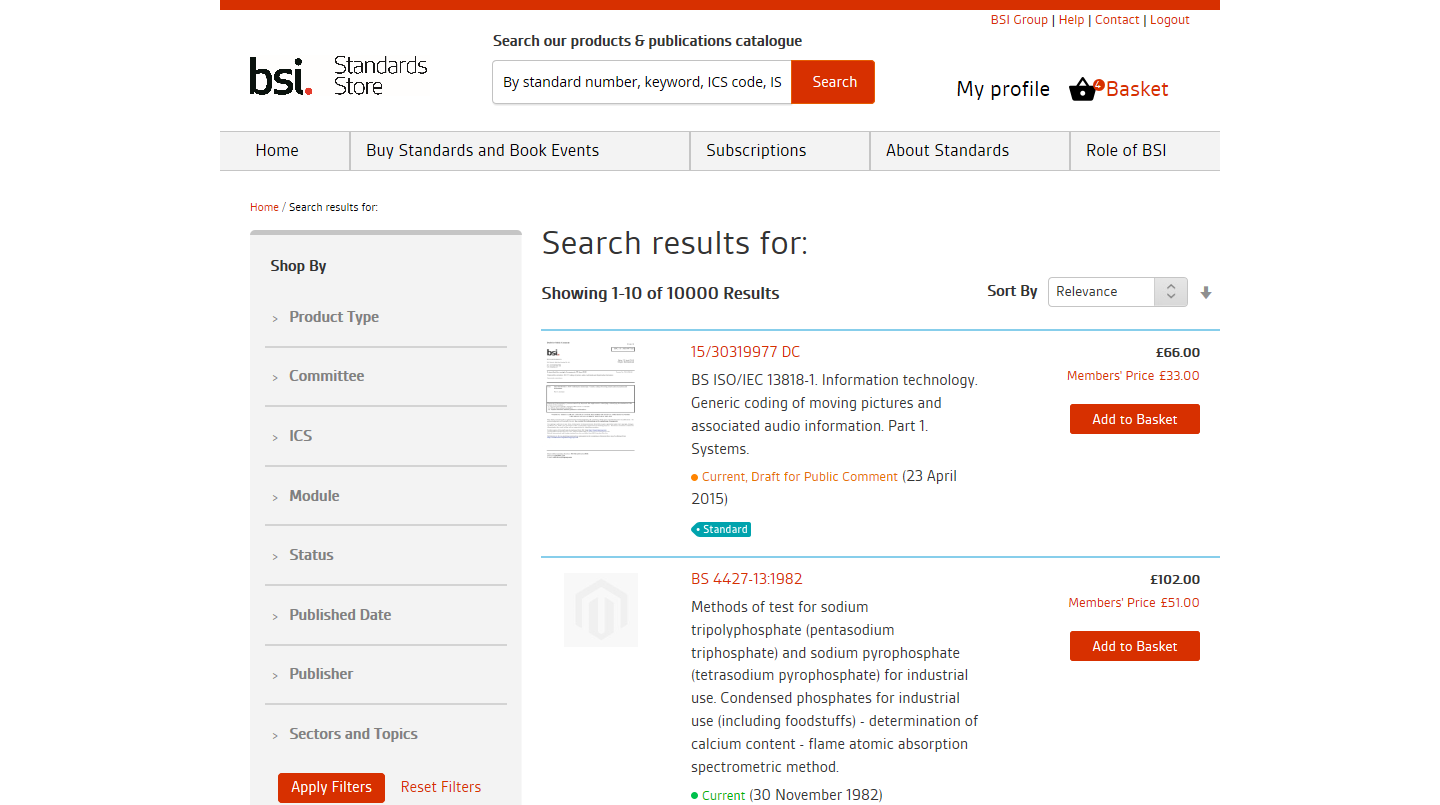 BSI Group | Help | Contact | Logout
Search our products & publications catalogue
bsi. Standards
Store
By standard number, keyword, ICS code, IS
Search
My profile
4
Basket
Home
Buy Standards and Book Events
Subscriptions
About Standards
Role of BSI
Home / Search results for:
Shop By
Product Type
Committee
ICS
Module
Status
Published Date
Publisher
Sectors and Topics
Apply Filters
Reset Filters
Search results for:
Showing 1-10 of 10000 Results
Sort By
Relevance
bsi.
15/30319977 DC
BS ISO/IEC 13818-1. Information technology.
Generic coding of moving pictures and
associated audio information. Part 1.
Systems.
Current, Draft for Public Comment (23 April
2015)
Standard
£66.00
Members' Price £33.00
Add to Basket
BS 4427-13:1982
Methods of test for sodium
tripolyphosphate (pentasodium
triphosphate) and sodium pyrophosphate
(tetrasodium pyrophosphate) for industrial
use. Condensed phosphates for industrial
use (including foodstuffs) - determination of
calcium content - flame atomic absorption
spectrometric method.
Current (30 November 1982)
£102.00
Members' Price £51.00
Add to Basket